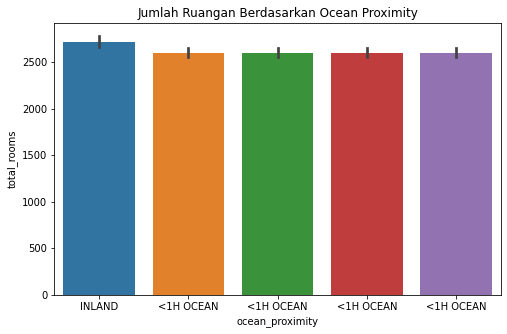 Jumlah Ruangan Berdasarkan Ocean Proximity
total_rooms
2500
2000
1500
1000
500
0
INLAND <1H OCEAN <1H OCEAN <1H OCEAN <1H OCEAN
ocean_proximity